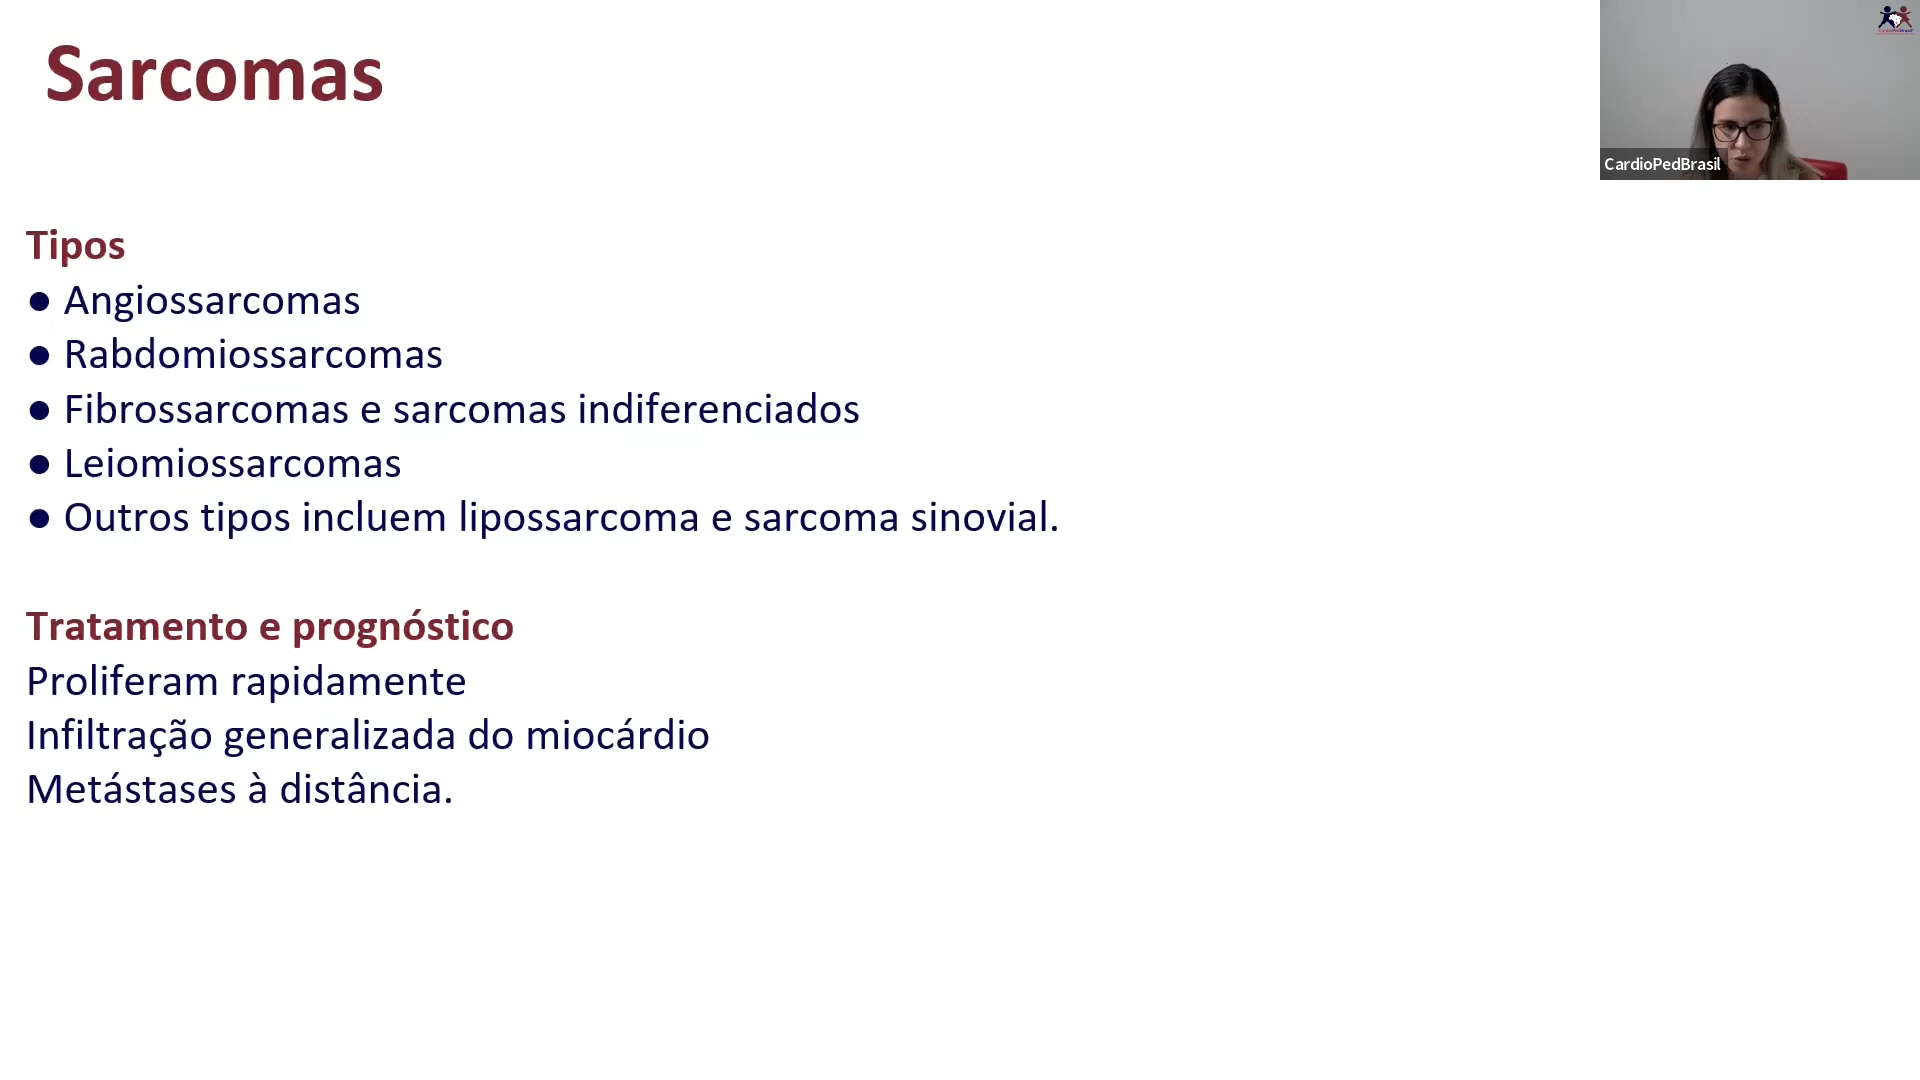 Sarcomas
CardioPedBrasil
CardioPedBrasil
Tipos
● Angiossarcomas
● Rabdomiossarcomas
● Fibrossarcomas e sarcomas indiferenciados
● Leiomiossarcomas
● Outros tipos incluem lipossarcoma e sarcoma sinovial.
Tratamento e prognóstico
Proliferam rapidamente
Infiltração generalizada do miocárdio
Metástases à distância.